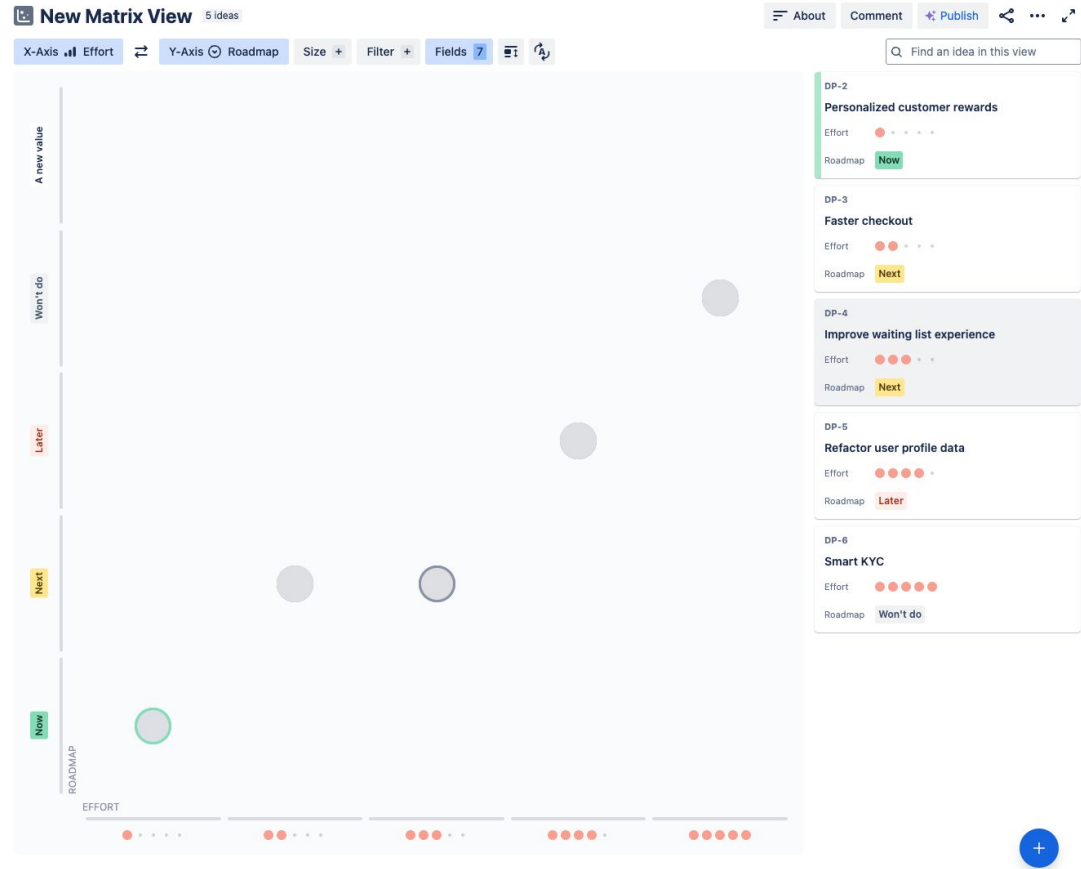 New Matrix View 5 ideas
About Comment Publish
X-Axis Effort Y-Axis Roadmap Size + Filter + Fields 7
Find an idea in this view
A new value
Won't do
Later
Next
Now
ROADMAP
EFFORT
DP-2
Personalized customer rewards
Effort
Roadmap Now
DP-3
Faster checkout
Effort
Roadmap Next
DP-4
Improve waiting list experience
Effort
Roadmap Next
DP-5
Refactor user profile data
Effort
Roadmap Later
DP-6
Smart KYC
Effort
Roadmap Won't do